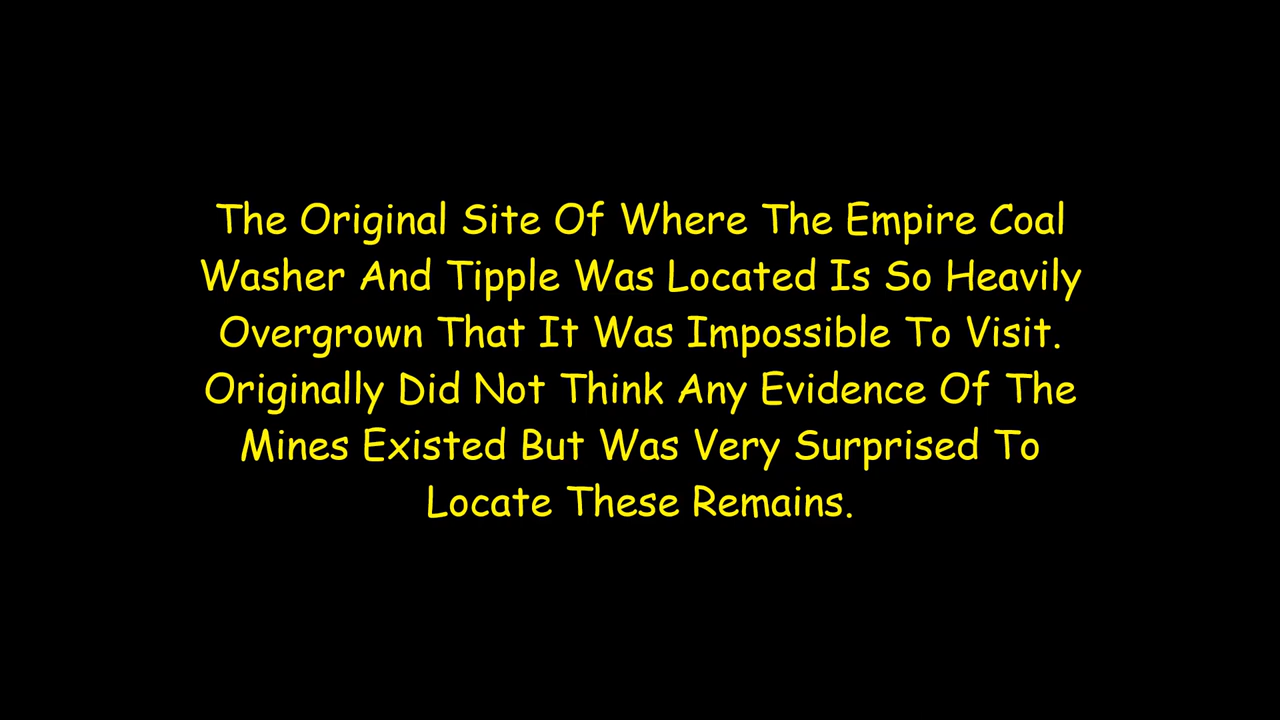 The Original Site Of Where The Empire Coal
Washer And Tipple Was Located Is So Heavily
Overgrown That It Was Impossible To Visit.
Originally Did Not Think Any Evidence Of The
Mines Existed But Was Very Surprised To
Locate These Remains.